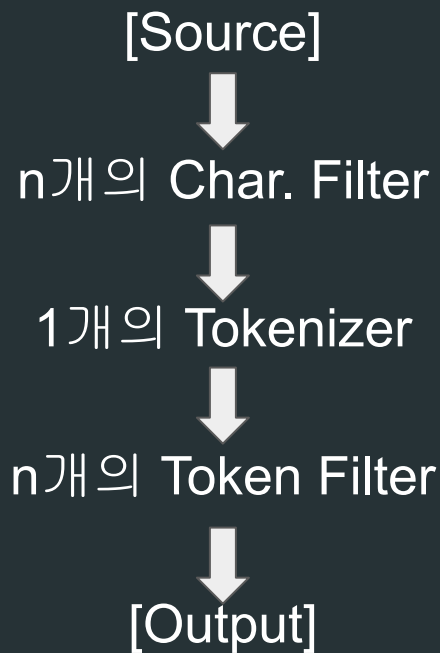 [Source]
n개의 Char. Filter
1개의 Tokenizer
n개의 Token Filter
[Output]